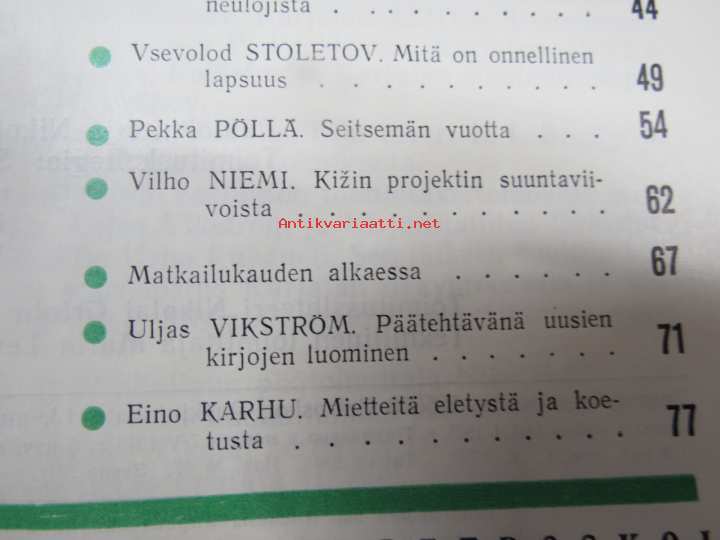 neulojista . . . . . . . . 44
Vsevolod STOLETOV. Mitä on onnellinen
lapsuus . . . . . . . . . 49
Pekka PÖLLÄ. Seitsemän vuotta . . . 54
Vilho NIEMI. Kižin projektin suuntavii-
voista . . . . . . . . . . . 62
Antikvariaatti.net
Matkailukauden alkaessa . . . . . . 67
Uljas VIKSTRÖM. Päätehtävänä uusien
kirjojen luominen . . . . . . . 71
Eino KARHU. Mietteitä eletystä ja koe-
tusta . . . . . . . . . . . . 77